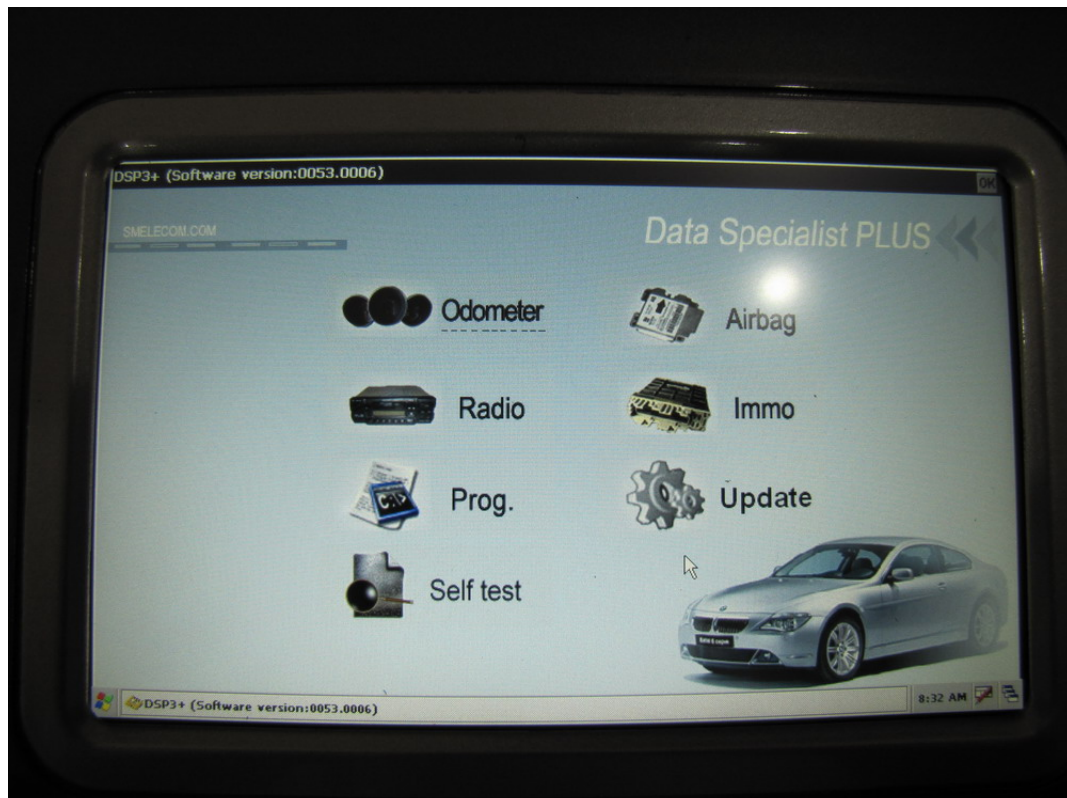 DSP3+ (Software version:0053.0006)
OK
SMELECOM.COM
Data Specialist PLUS
Odometer
Airbag
Radio
Immo
Prog.
Update
Self test
DSP3+ (Software version:0053.0006)
8:32 AM